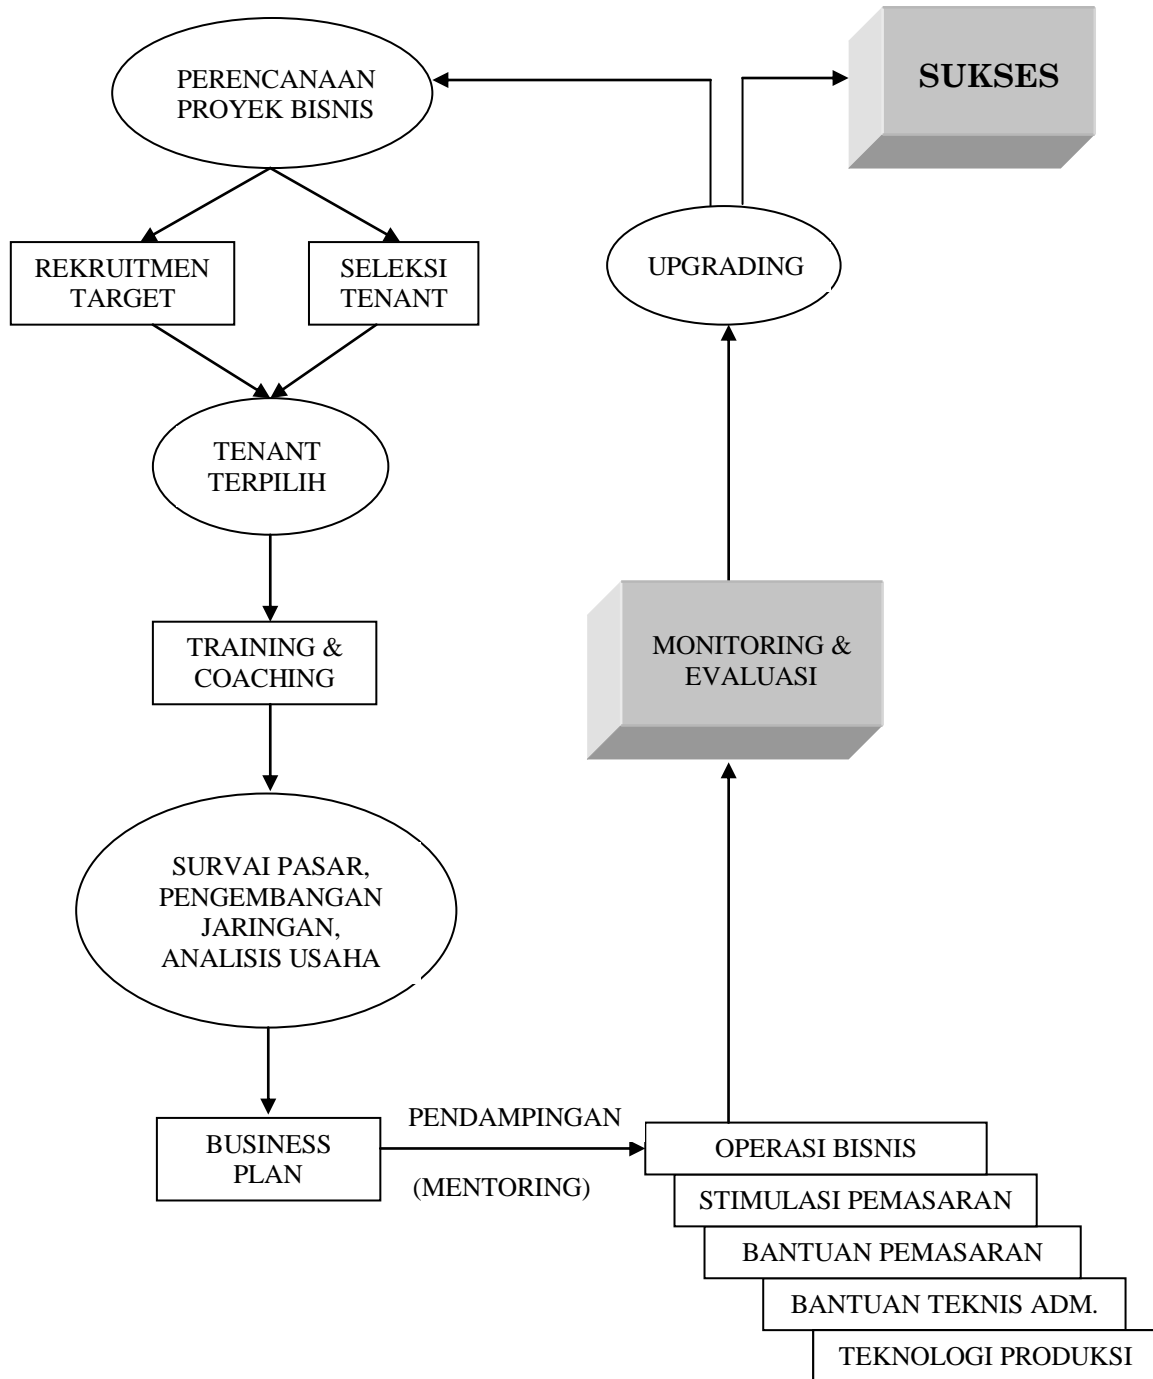 PERENCANAAN
PROYEK BISNIS
SUKSES
REKRUITMEN
TARGET
SELEKSI
TENANT
UPGRADING
TENANT
TERPILIH
TRAINING &
COACHING
MONITORING &
EVALUASI
SURVAI PASAR,
PENGEMBANGAN
JARINGAN,
ANALISIS USAHA
BUSINESS
PLAN
PENDAMPINGAN
(MENTORING)
OPERASI BISNIS
STIMULASI PEMASARAN
BANTUAN PEMASARAN
BANTUAN TEKNIS ADM.
TEKNOLOGI PRODUKSI